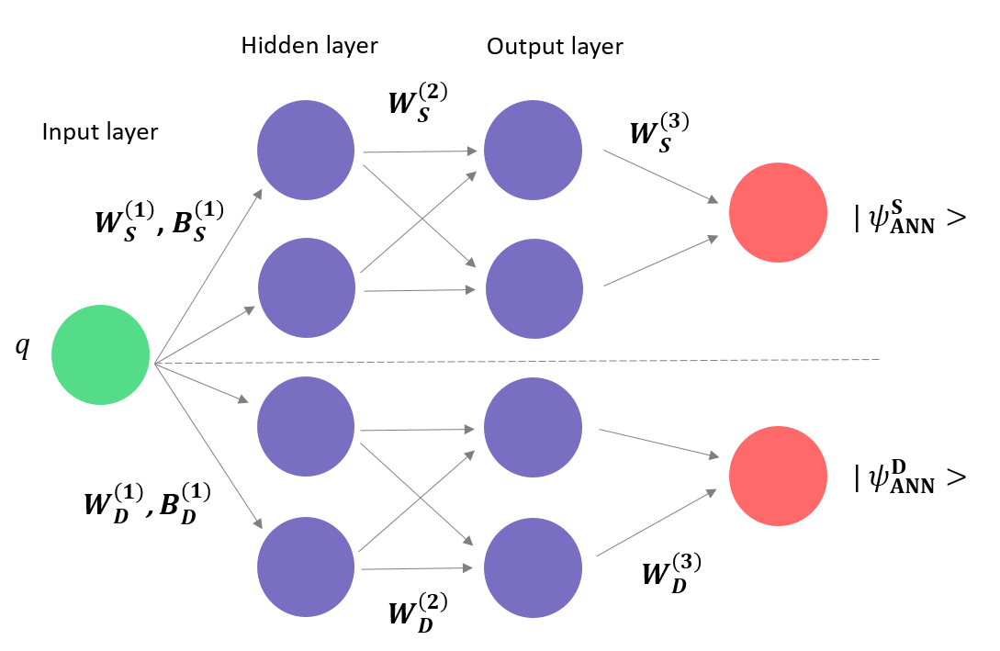 Hidden layer
Output layer
Input layer
W_S^(2)
W_S^(3)
W_S^(1), B_S^(1)
| ψ_ANN^S >
q
W_D^(1), B_D^(1)
| ψ_ANN^D >
W_D^(3)
W_D^(2)